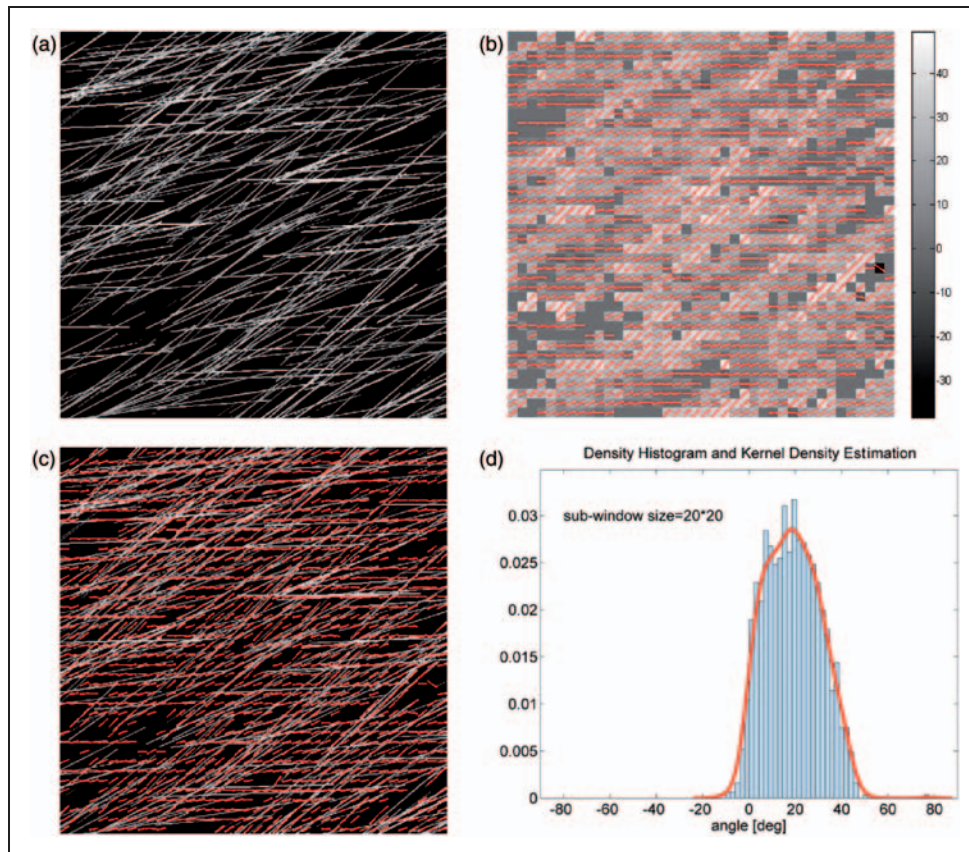 (a)
(b)
40
30
20
10
0
-10
-20
-30
(c)
(d)
Density Histogram and Kernel Density Estimation
sub-window size=20*20
0.03
0.025
0.02
0.015
0.01
0.005
0
-80 -60 -40 -20 0 20 40 60 80
angle [deg]